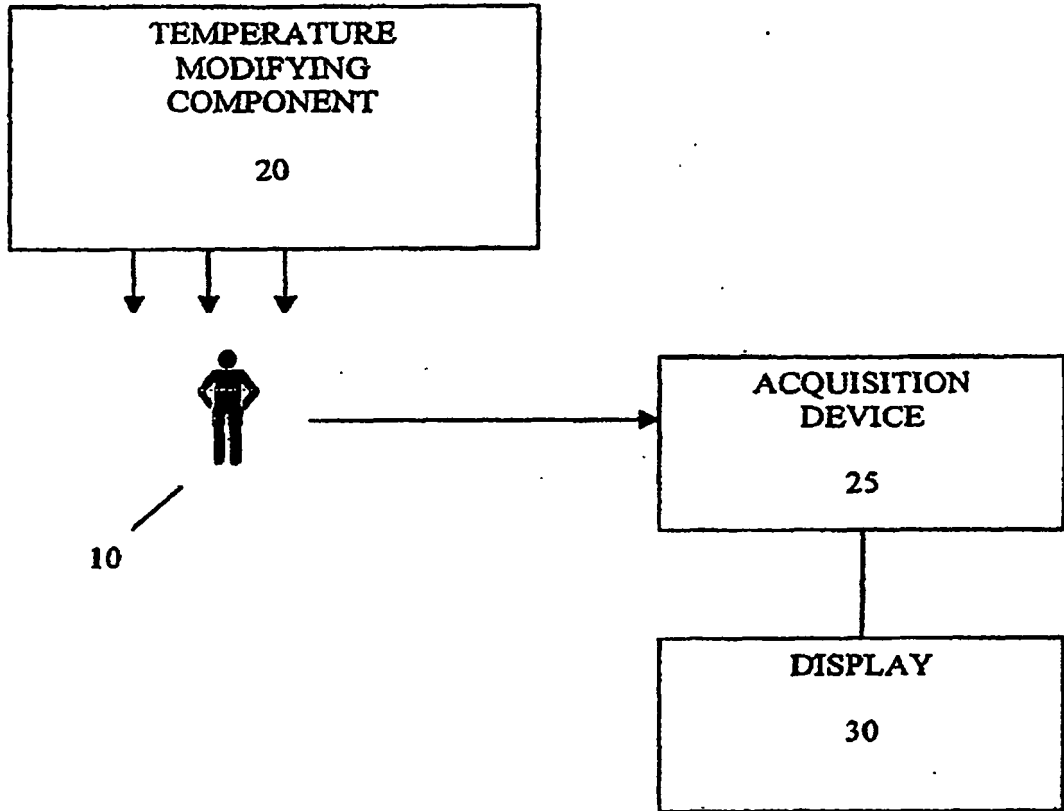 TEMPERATURE
MODIFYING
COMPONENT
20
ACQUISITION
DEVICE
25
10
DISPLAY
30